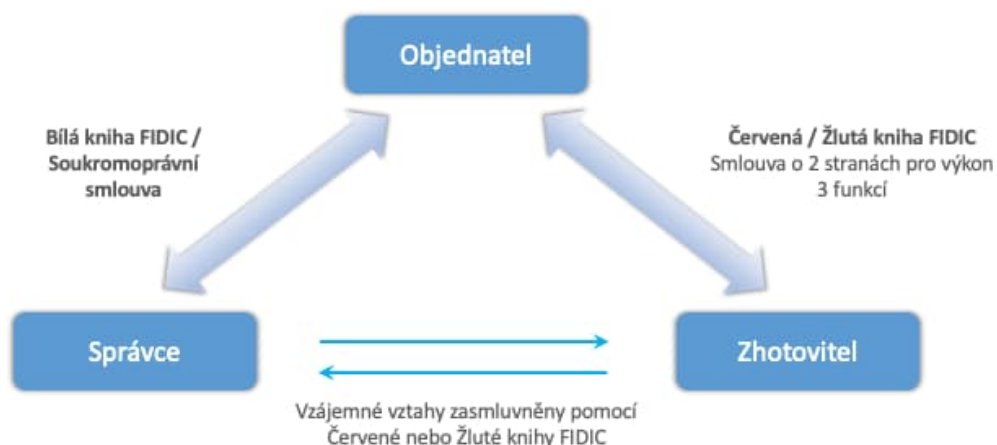 Objednatel
Bílá kniha FIDIC /
Soukromoprávní
smlouva
Červená / Žlutá kniha FIDIC
Smlouva o 2 stranách pro výkon
3 funkcí
Správce
Zhotovitel
Vzájemné vztahy zasmluvněny pomocí
Červené nebo Žluté knihy FIDIC